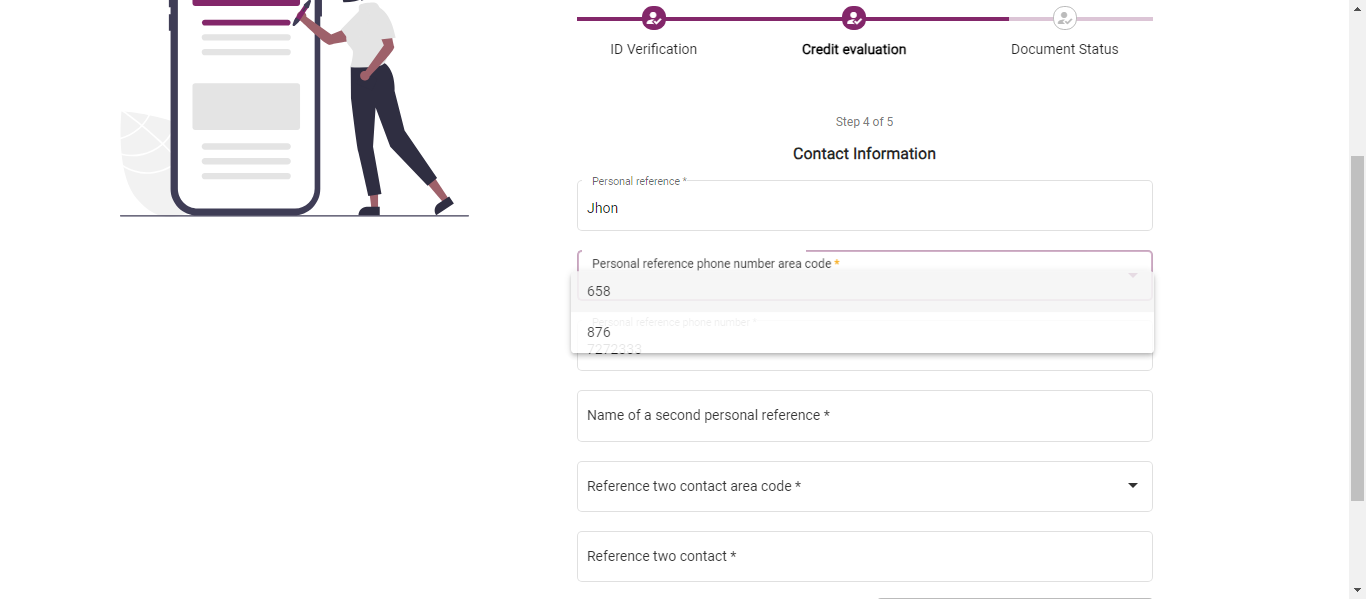 ID Verification
Credit evaluation
Document Status
Step 4 of 5
Contact Information
Personal reference *
Jhon
Personal reference phone number area code *
658
Personal reference phone number *
876
7272333
Name of a second personal reference *
Reference two contact area code *
Reference two contact *